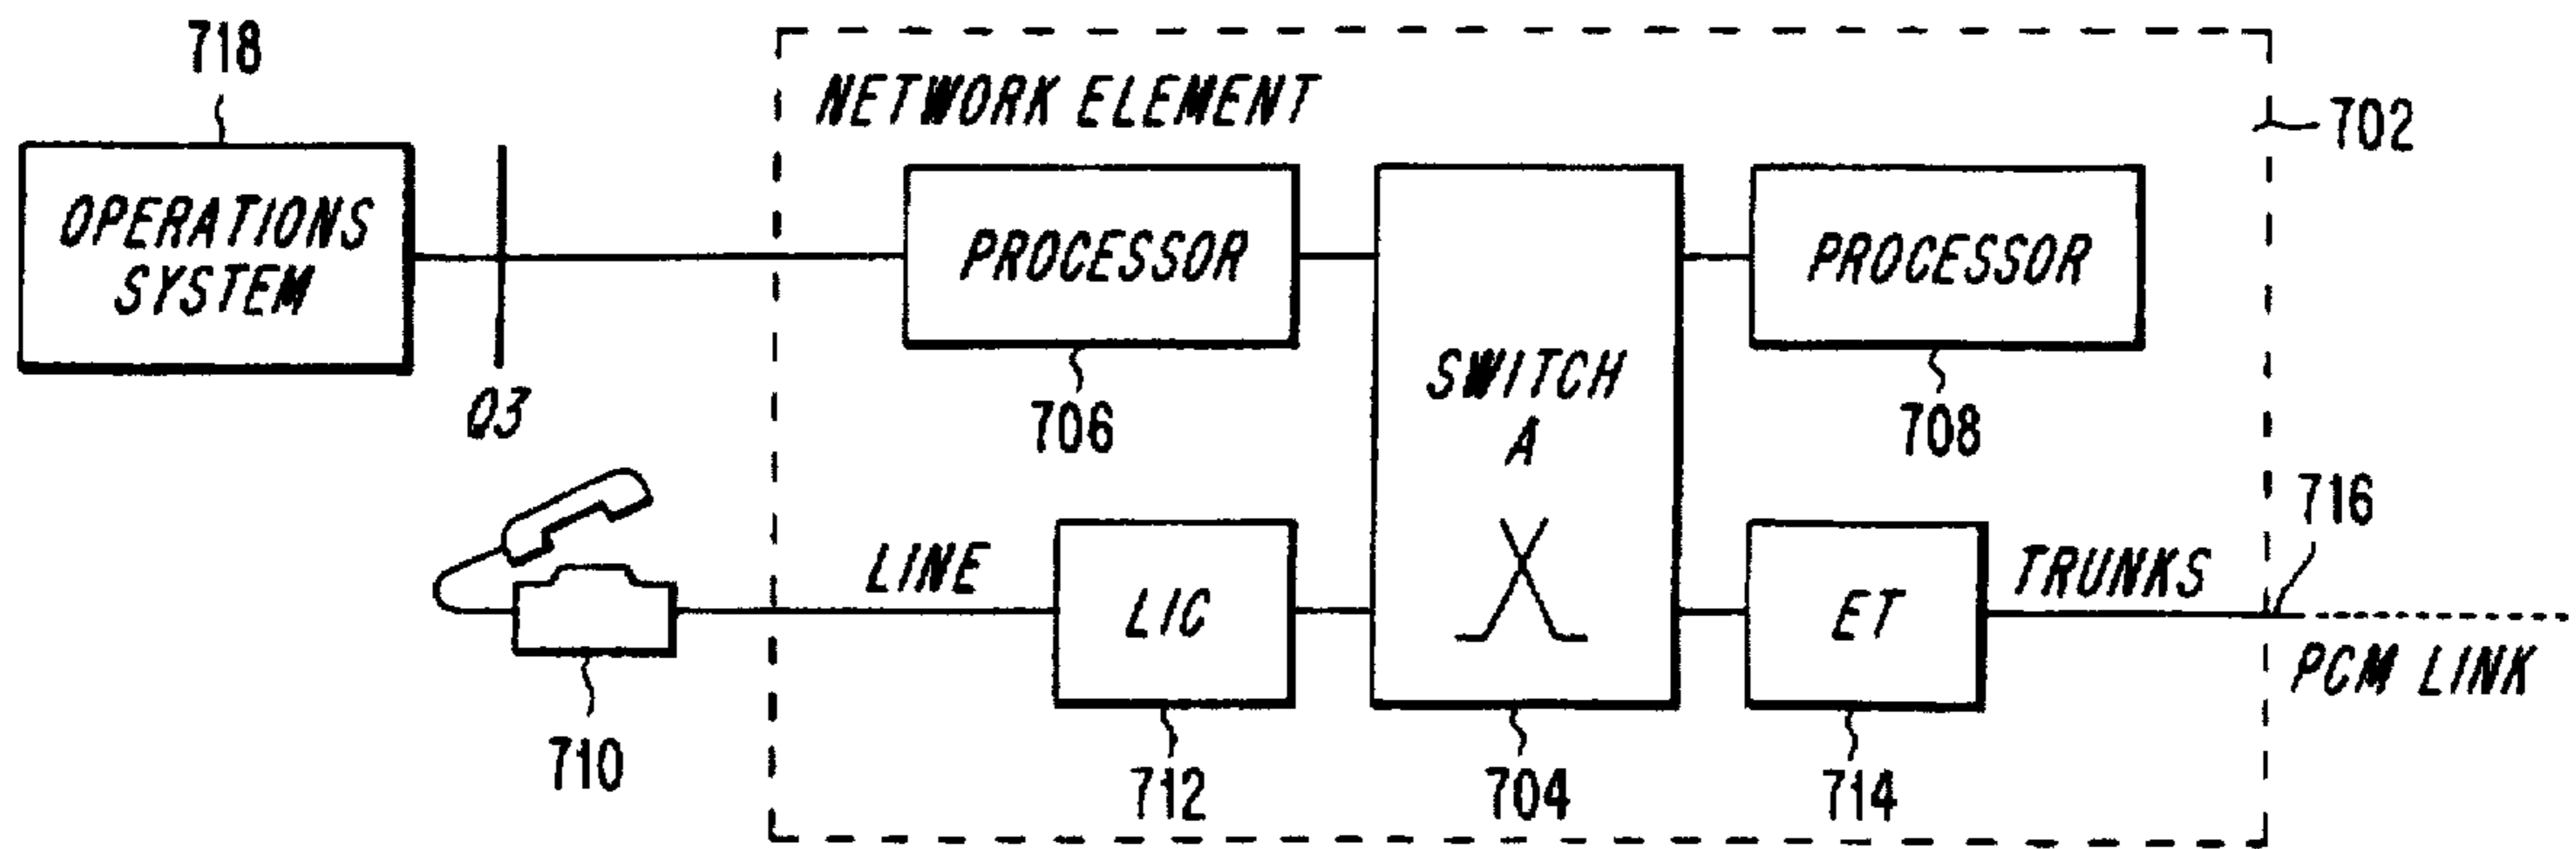 718
NETWORK ELEMENT
702
OPERATIONS
SYSTEM
PROCESSOR
PROCESSOR
Q3
706
SWITCH
A
708
716
LINE
LIC
ET
TRUNKS
PCM LINK
710
712
704
714